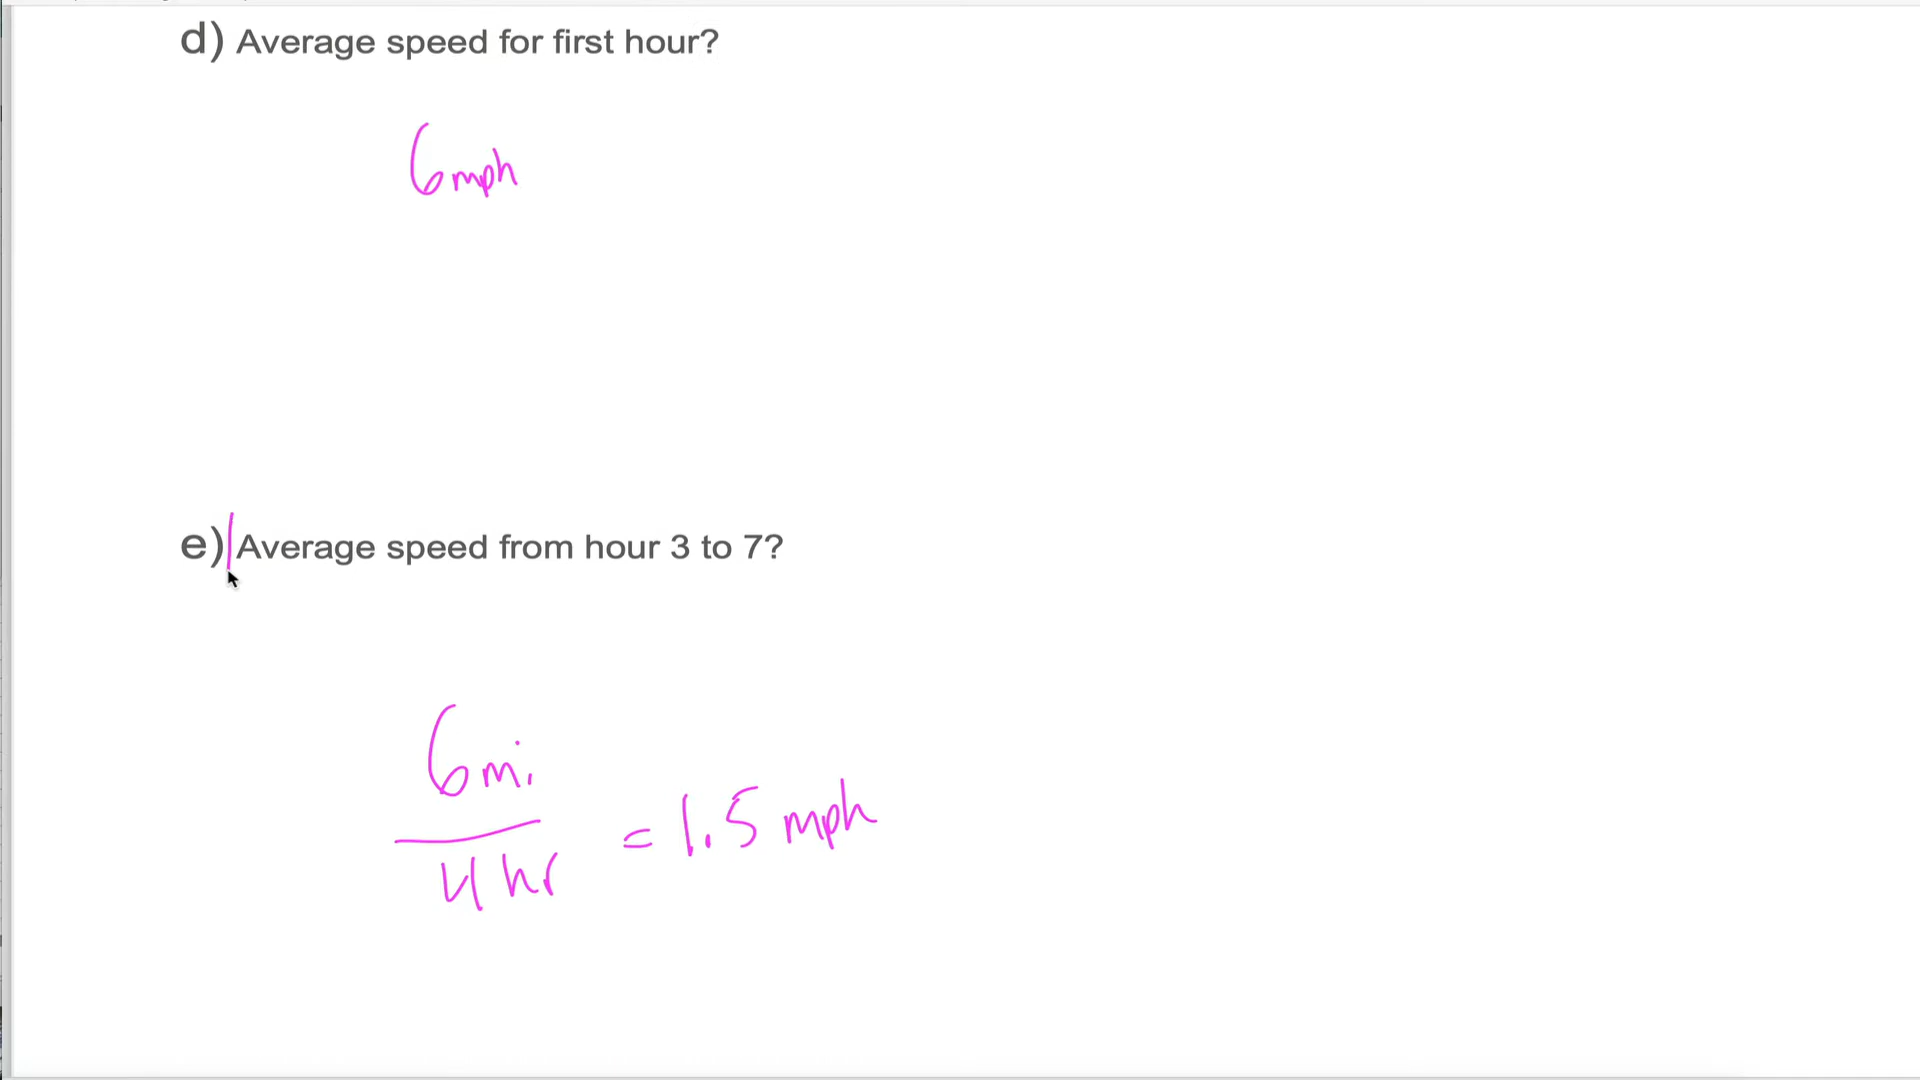 d) Average speed for first hour?
6mph
e) Average speed from hour 3 to 7?
6mi
4hr
= 1.5 mph